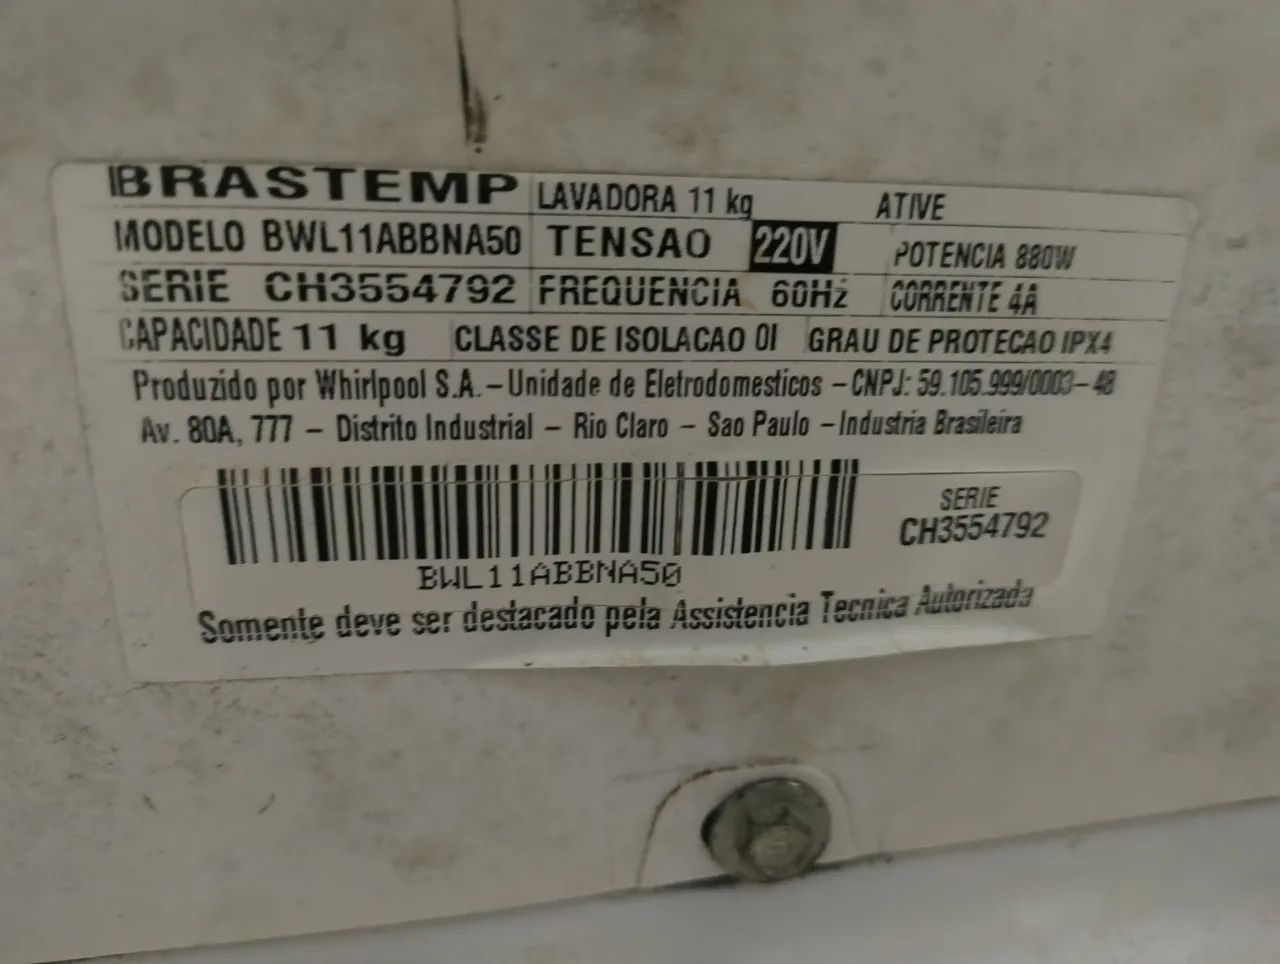 BRASTEMP LAVADORA 11 kg ATIVE
MODELO BWL11ABBNA50 TENSAO 220V POTENCIA 880W
SERIE CH3554792 FREQUENCIA 60Hz CORRENTE 4A
CAPACIDADE 11 kg CLASSE DE ISOLACAO 0I GRAU DE PROTECAO IPX4
Produzido por Whirlpool S.A. – Unidade de Eletrodomesticos – CNPJ: 59.105.999/0003-48
Av. 80A, 777 – Distrito Industrial – Rio Claro – Sao Paulo – Industria Brasileira
SERIE
CH3554792
BWL11ABBNA50
Somente deve ser destacado pela Assistencia Tecnica Autorizada